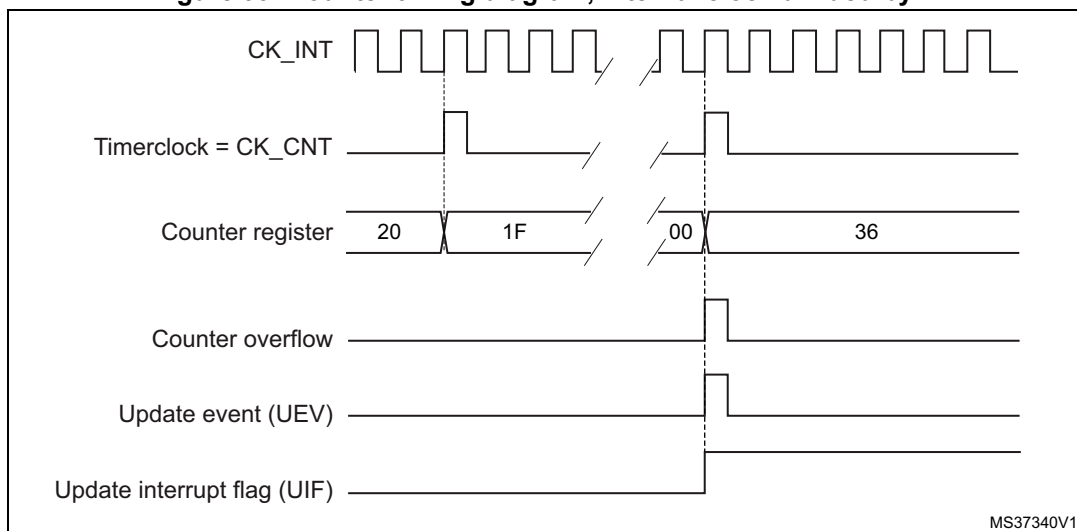 CK_INT
Timerclock = CK_CNT
Counter register 20 1F 00 36
Counter overflow
Update event (UEV)
Update interrupt flag (UIF)
MS37340V1